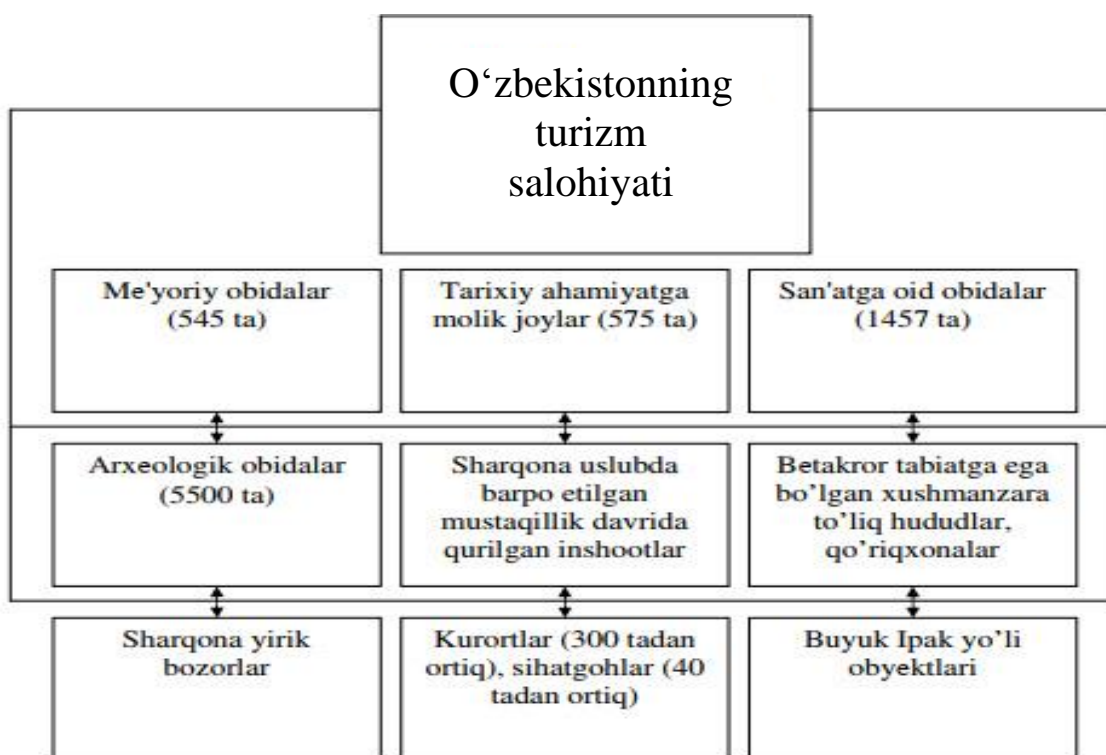 O‘zbekistonning
turizm
salohiyati
Me'yoriy obidalar
(545 ta)
Tarixiy ahamiyatga
molik joylar (575 ta)
San'atga oid obidalar
(1457 ta)
Arxeologik obidalar
(5500 ta)
Sharqona uslubda
barpo etilgan
mustaqillik davrida
qurilgan inshootlar
Betakror tabiatga ega
bo’lgan xushmanzara
to’liq hududlar,
qo’riqxonalar
Sharqona yirik
bozorlar
Kurortlar (300 tadan
ortiq), sihatgohlar (40
tadan ortiq)
Buyuk Ipak yo’li
obyektlari